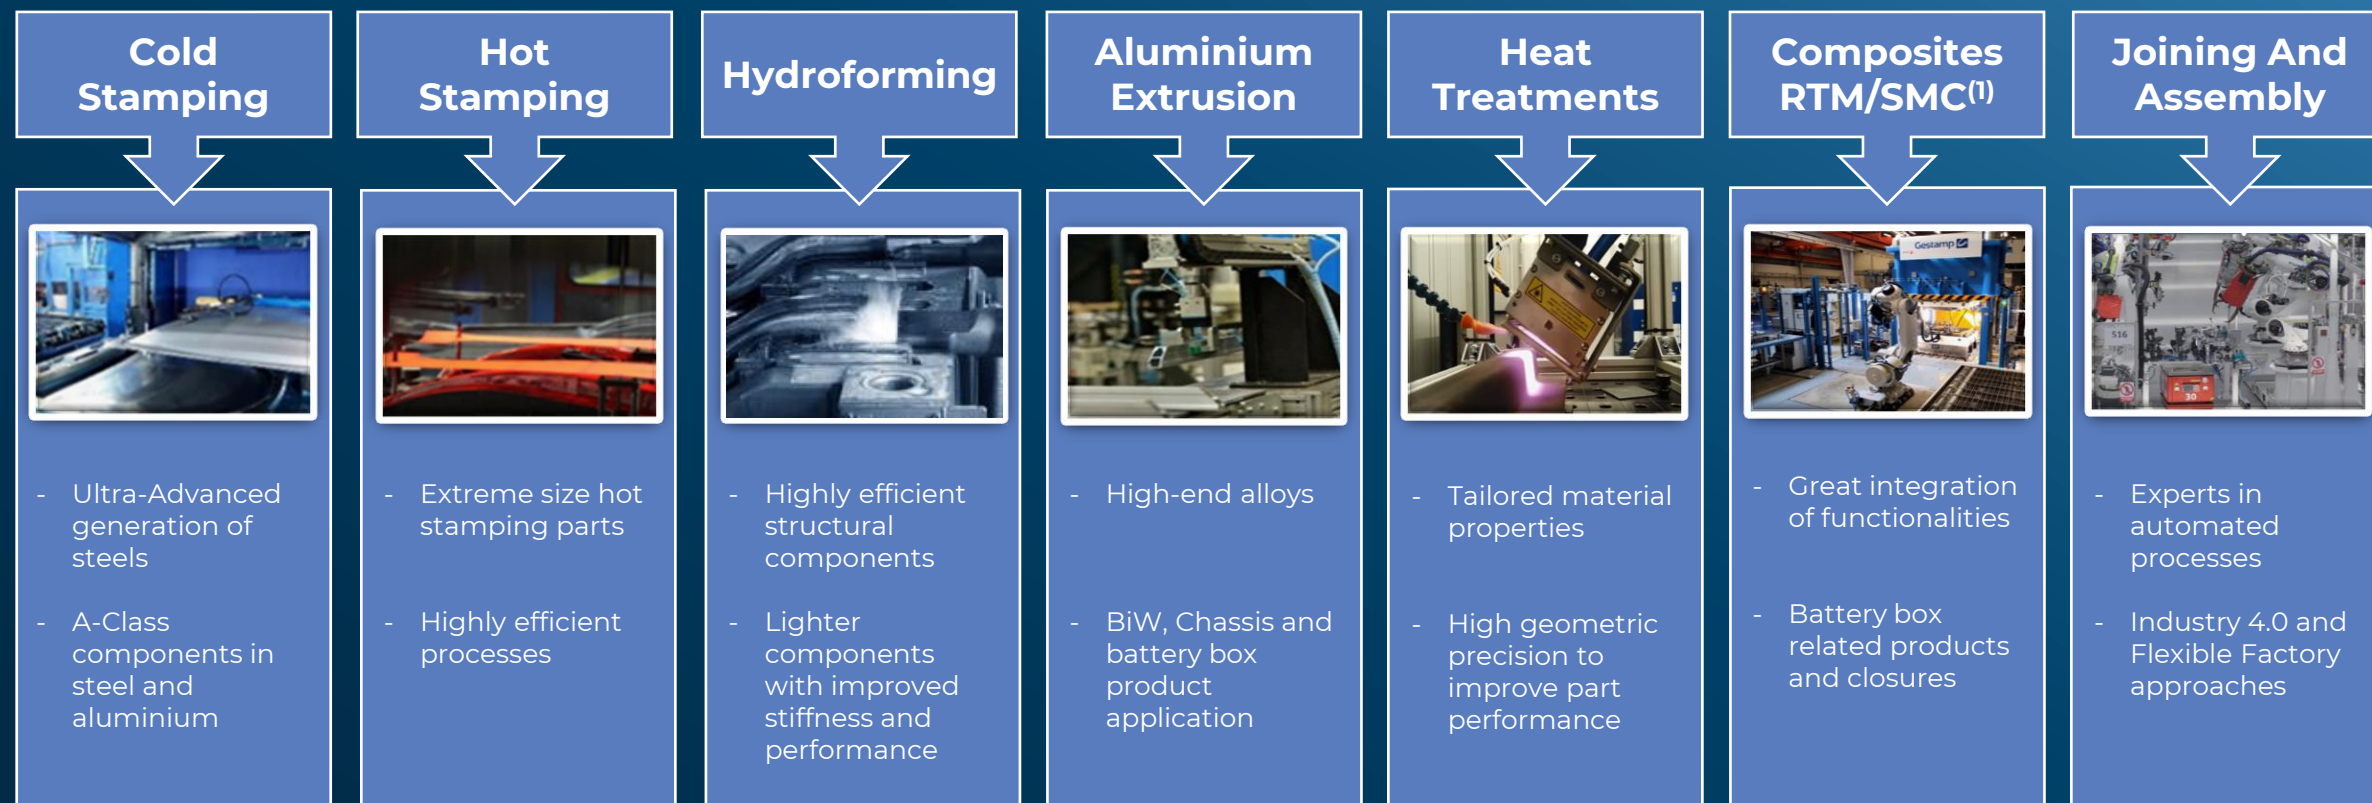 Cold
Stamping
Hot
Stamping
Hydroforming
Aluminium
Extrusion
Heat
Treatments
Composites
RTM/SMC(1)
Joining And
Assembly
Gestamp
516
30
- Ultra-Advanced
generation of
steels
- A-Class
components in
steel and
aluminium
- Extreme size hot
stamping parts
- Highly efficient
processes
- Highly efficient
structural
components
- Lighter
components
with improved
stiffness and
performance
- High-end alloys
- BiW, Chassis and
battery box
product
application
- Tailored material
properties
- High geometric
precision to
improve part
performance
- Great integration
of functionalities
- Battery box
related products
and closures
- Experts in
automated
processes
- Industry 4.0 and
Flexible Factory
approaches